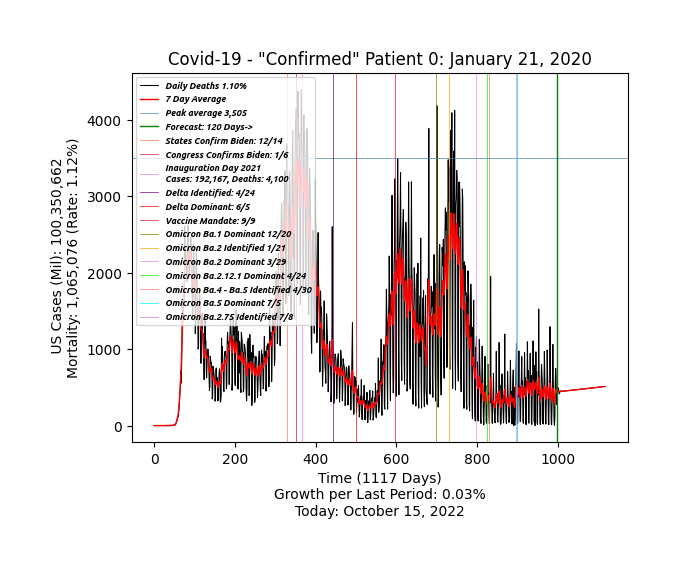 Covid-19 - "Confirmed" Patient 0: January 21, 2020
Daily Deaths 1.10%
7 Day Average
Peak average 3,505
Forecast: 120 Days->
States Confirm Biden: 12/14
Congress Confirms Biden: 1/6
Inauguration Day 2021
Cases: 192,167, Deaths: 4,100
Delta Identified: 4/24
Delta Dominant: 6/5
Vaccine Mandate: 9/9
Omicron Ba.1 Dominant 12/20
Omicron Ba.2 Identified 1/21
Omicron Ba.2 Dominant 3/29
Omicron Ba.2.12.1 Dominant 4/24
Omicron Ba.4 - Ba.5 Identified 4/30
Omicron Ba.5 Dominant 7/5
Omicron Ba.2.75 Identified 7/8
US Cases (Mil): 100,350,662
Mortality: 1,065,076 (Rate: 1.12%)
4000
3000
2000
1000
0
0 200 400 600 800 1000
Time (1117 Days)
Growth per Last Period: 0.03%
Today: October 15, 2022